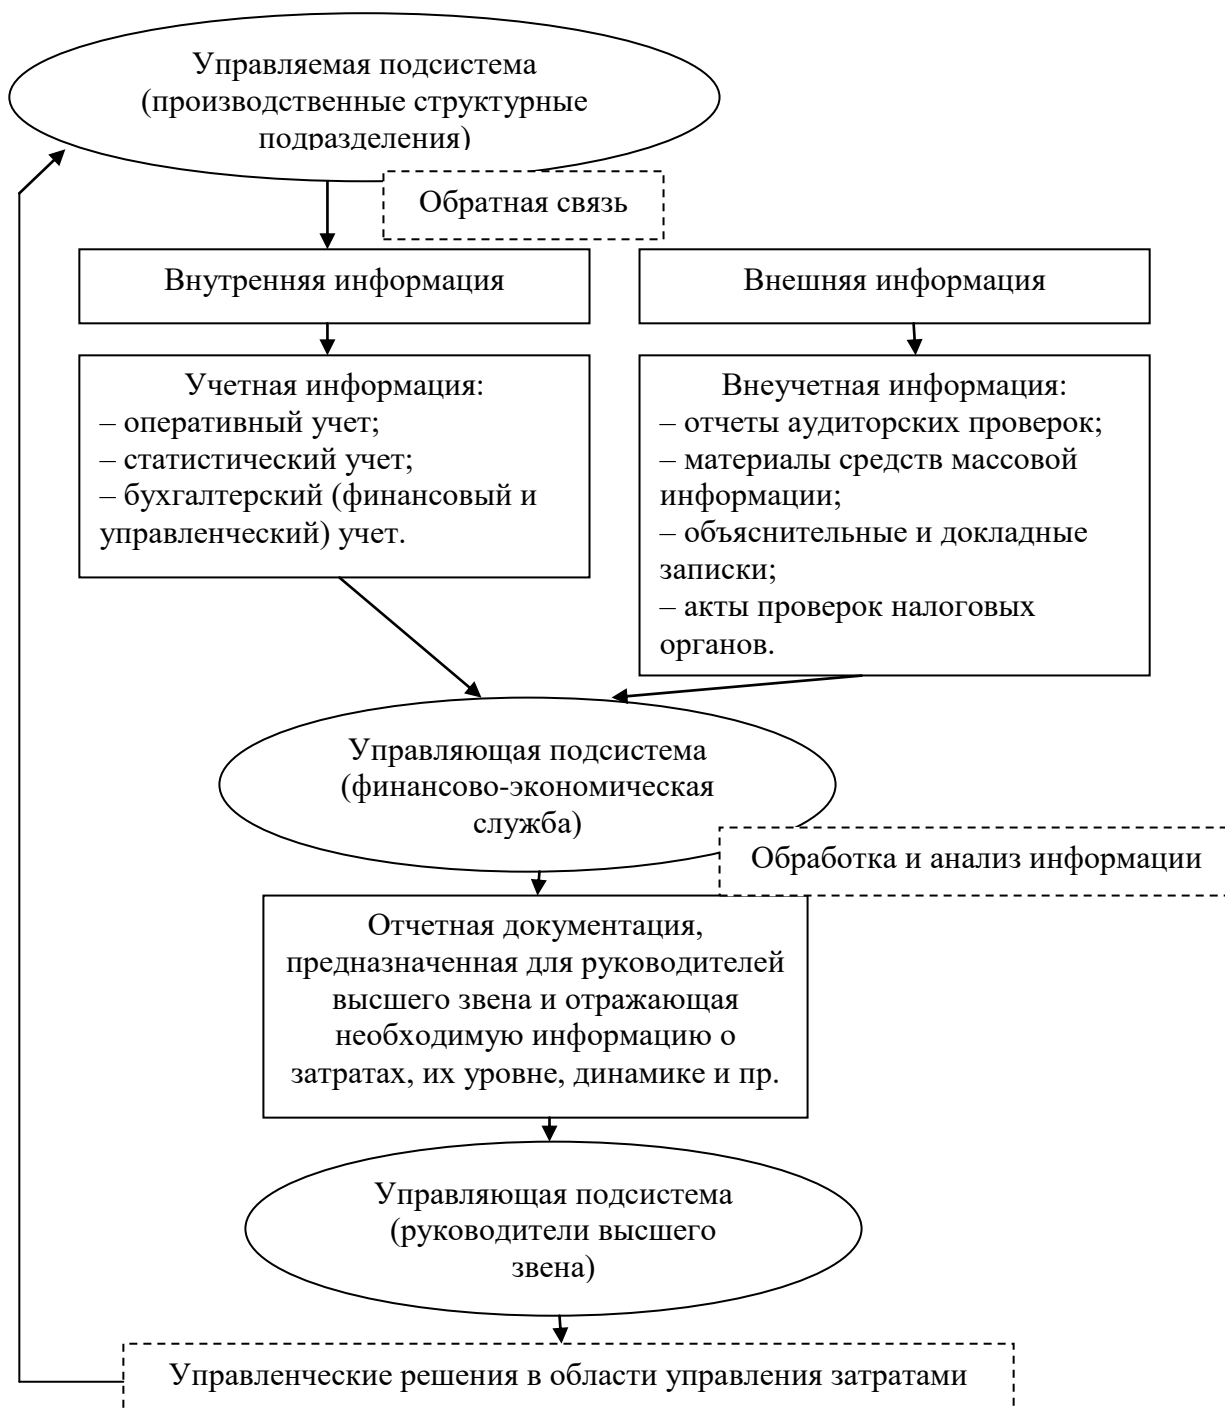 Управляемая подсистема
(производственные структурные
подразделения)
Обратная связь
Внутренняя информация
Внешняя информация
Учетная информация:
– оперативный учет;
– статистический учет;
– бухгалтерский (финансовый и
управленческий) учет.
Внеучетная информация:
– отчеты аудиторских проверок;
– материалы средств массовой
информации;
– объяснительные и докладные
записки;
– акты проверок налоговых
органов.
Управляющая подсистема
(финансово-экономическая
служба)
Обработка и анализ информации
Отчетная документация,
предназначенная для руководителей
высшего звена и отражающая
необходимую информацию о
затратах, их уровне, динамике и пр.
Управляющая подсистема
(руководители высшего
звена)
Управленческие решения в области управления затратами